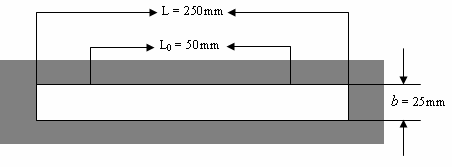 L = 250mm
L₀ = 50mm
b = 25mm